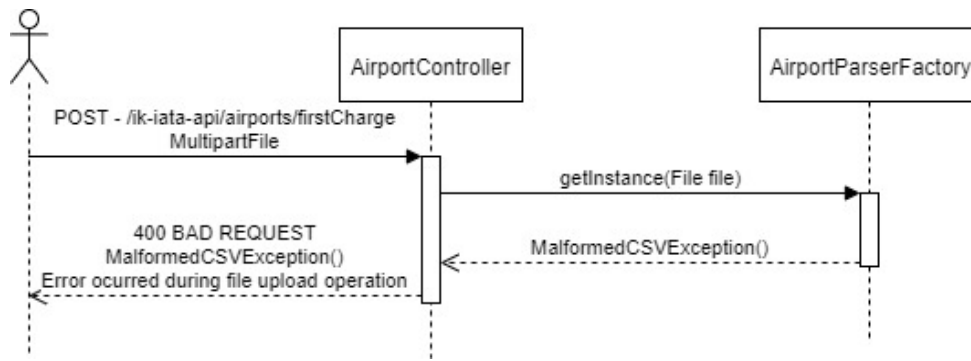 AirportController
AirportParserFactory
POST - /ik-iata-api/airports/firstCharge
MultipartFile
getInstance(File file)
400 BAD REQUEST
MalformedCSVException()
Error ocurred during file upload operation
MalformedCSVException()